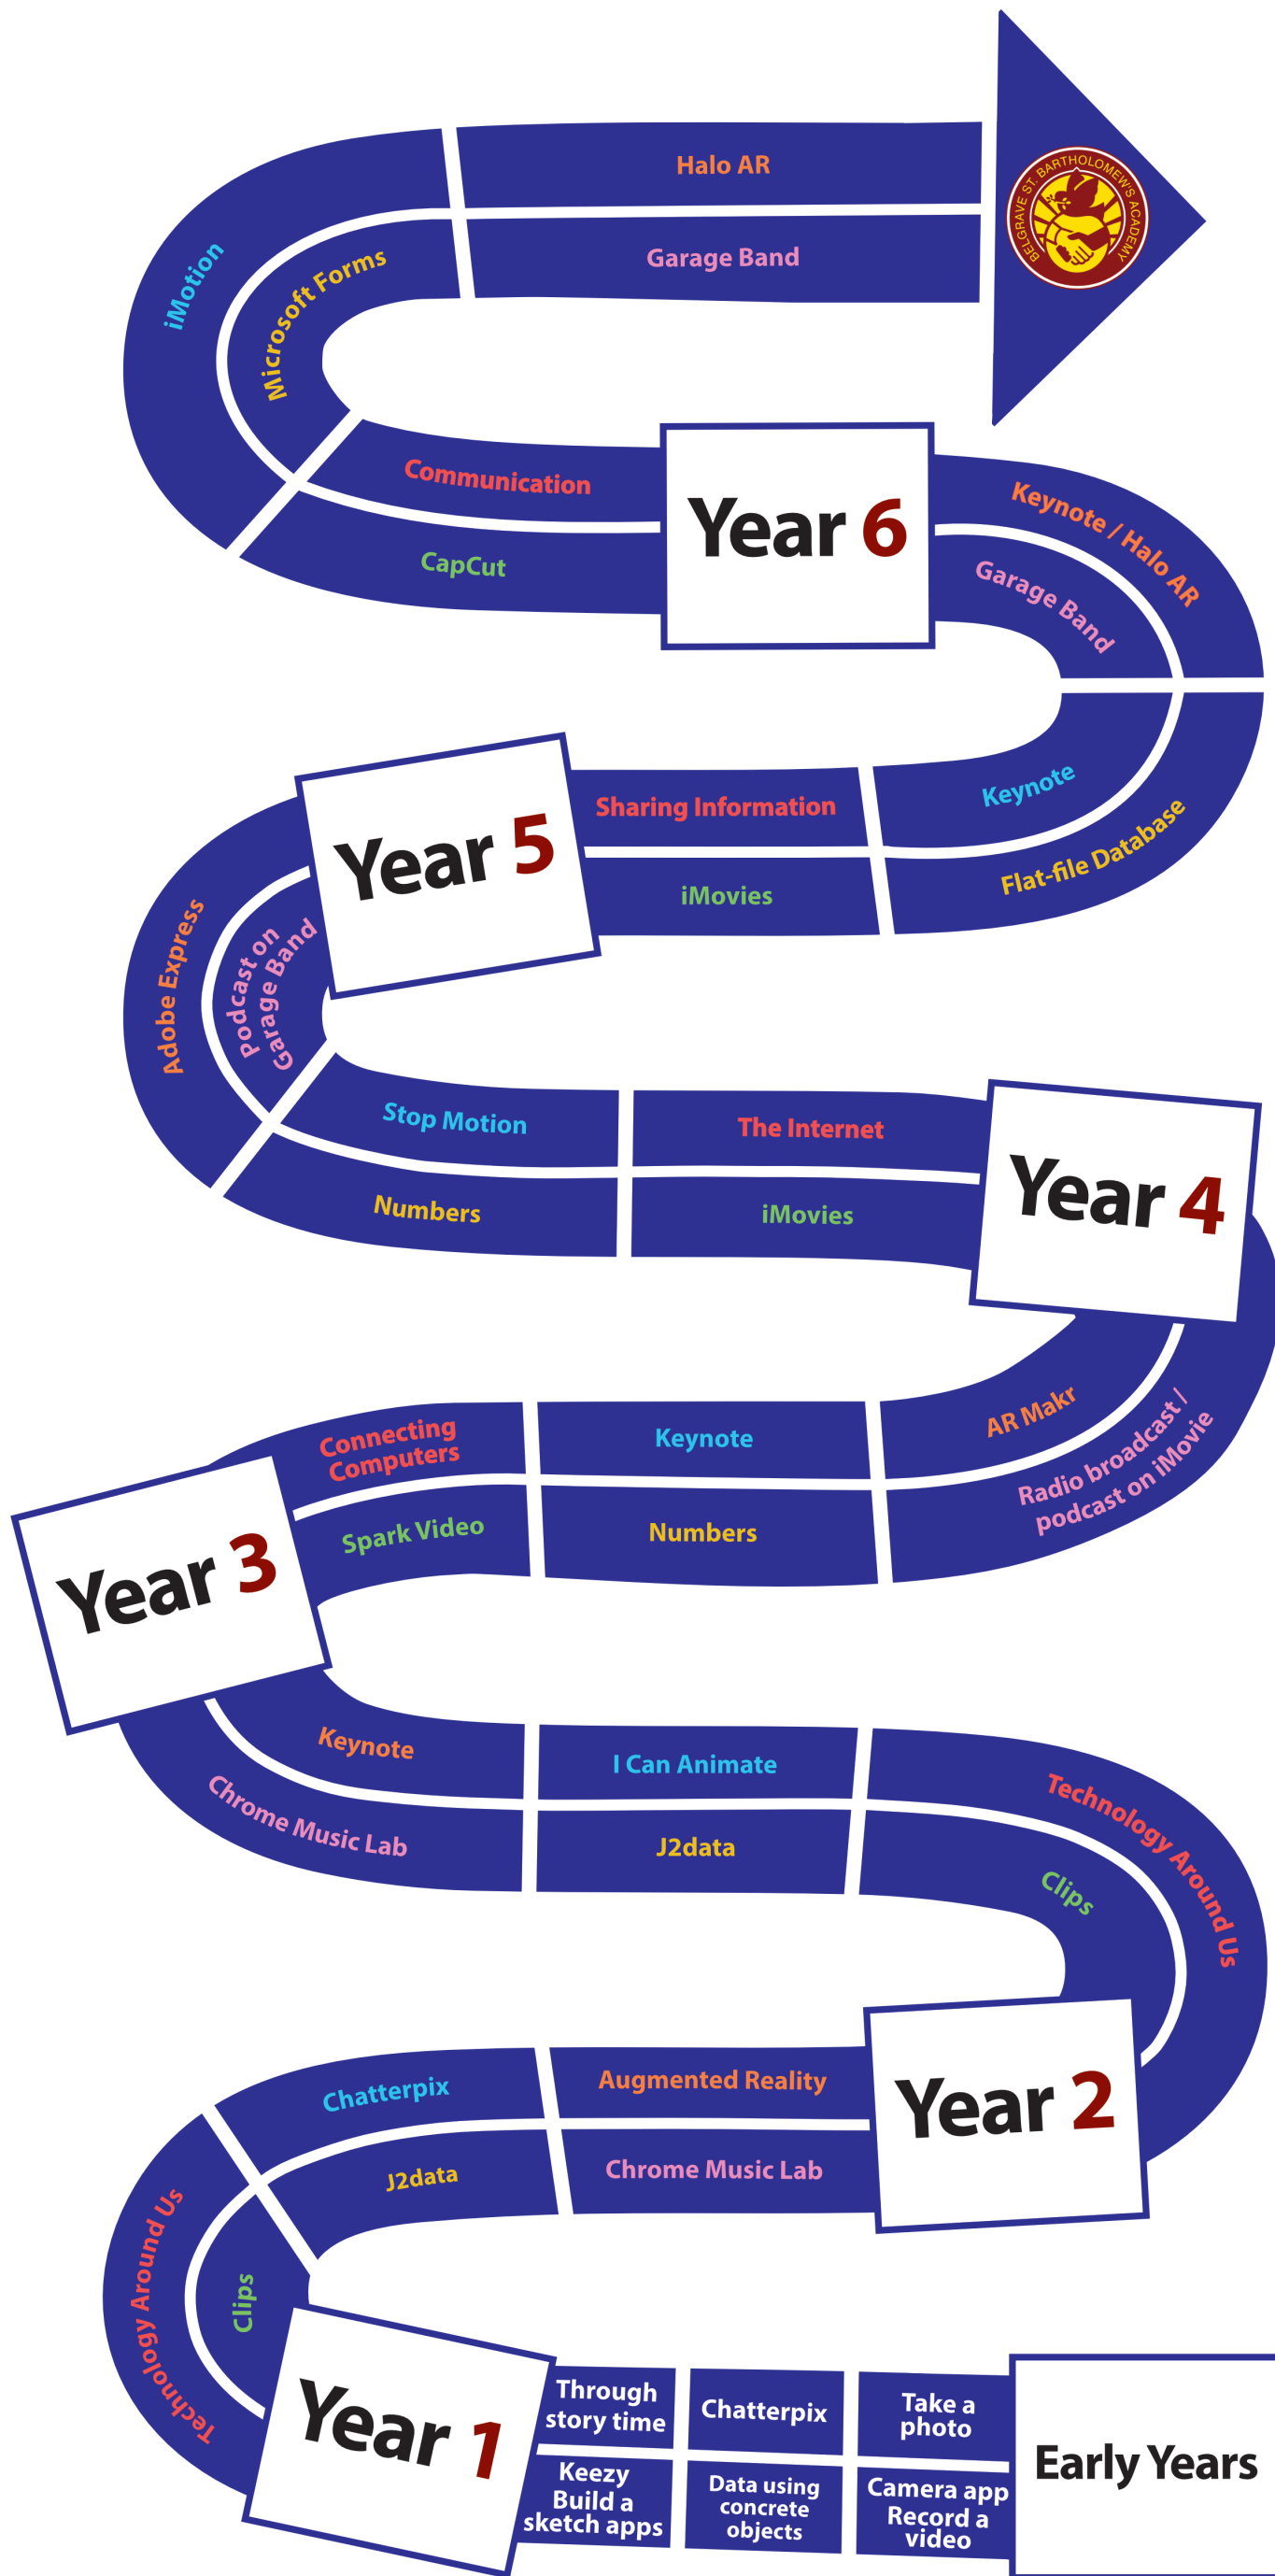 Halo AR
Garage Band
BELGRAVE ST. BARTHOLOMEW'S ACADEMY
iMotion
Microsoft Forms
Communication
CapCut
Year 6
Keynote / Halo AR
Garage Band
Keynote
Flat-file Database
Sharing Information
iMovies
Year 5
Adobe Express
Podcast on
Garage Band
Stop Motion
Numbers
The Internet
iMovies
Year 4
AR Makr
Radio broadcast /
podcast on iMovie
Keynote
Numbers
Connecting
Computers
Spark Video
Year 3
Keynote
Chrome Music Lab
I Can Animate
J2data
Technology Around Us
Clips
Year 2
Augmented Reality
Chrome Music Lab
Chatterpix
J2data
Technology Around Us
Clips
Year 1
Through
story time
Keezy
Build a
sketch apps
Chatterpix
Data using
concrete
objects
Take a
photo
Camera app
Record a
video
Early Years